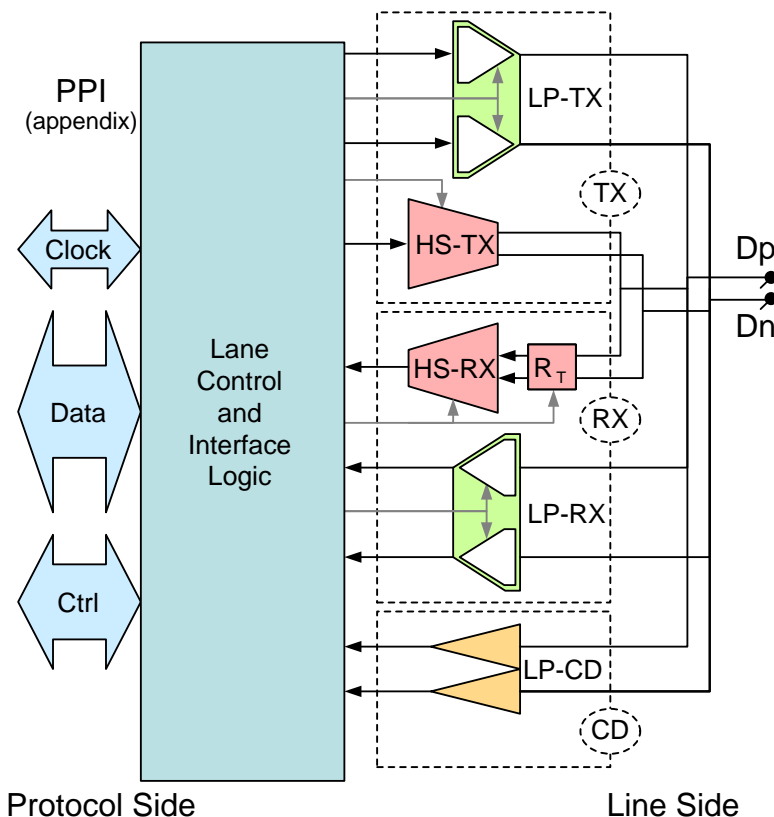 PPI
(appendix)
Clock
Data
Ctrl
Lane
Control
and
Interface
Logic
LP-TX
TX
HS-TX
Dp
Dn
HS-RX
RT
RX
LP-RX
LP-CD
CD
Protocol Side
Line Side